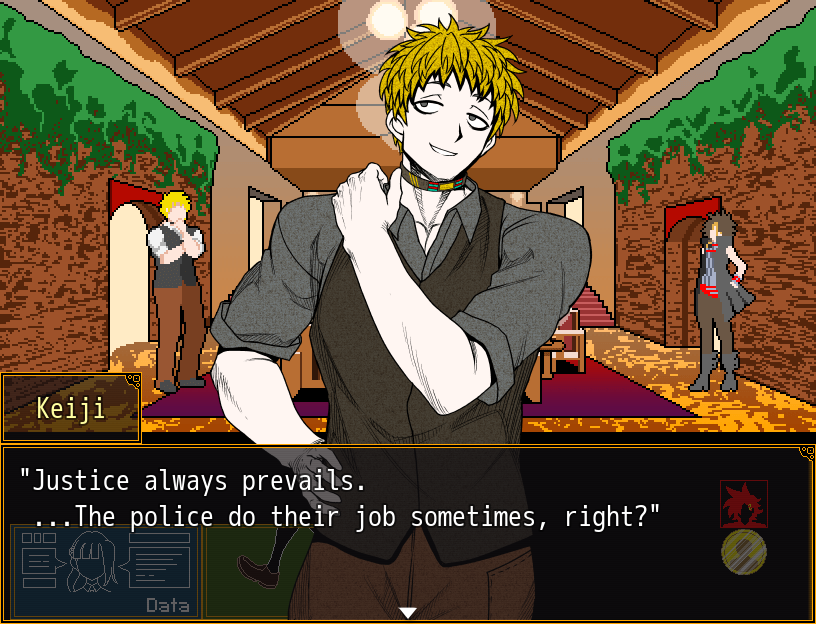 Keiji
"Justice always prevails.
...The police do their job sometimes, right?"
Data